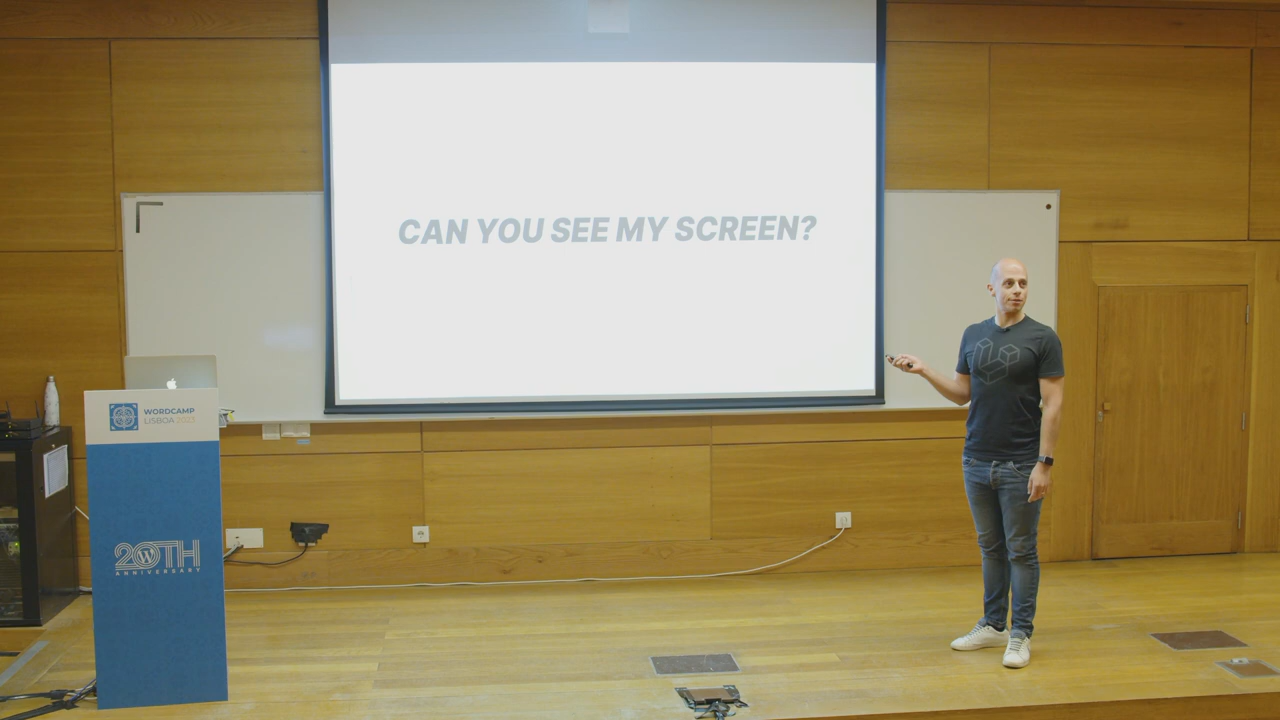 CAN YOU SEE MY SCREEN?
WORDCAMP
LISBOA 2023
20TH
ANNIVERSARY